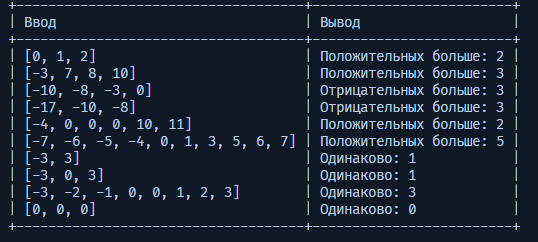 Ввод | Вывод
[0, 1, 2] | Положительных больше: 2
[-3, 7, 8, 10] | Положительных больше: 3
[-10, -8, -3, 0] | Отрицательных больше: 3
[-17, -10, -8] | Отрицательных больше: 3
[-4, 0, 0, 0, 10, 11] | Положительных больше: 2
[-7, -6, -5, -4, 0, 1, 3, 5, 6, 7] | Положительных больше: 5
[-3, 3] | Одинаково: 1
[-3, 0, 3] | Одинаково: 1
[-3, -2, -1, 0, 0, 1, 2, 3] | Одинаково: 3
[0, 0, 0] | Одинаково: 0